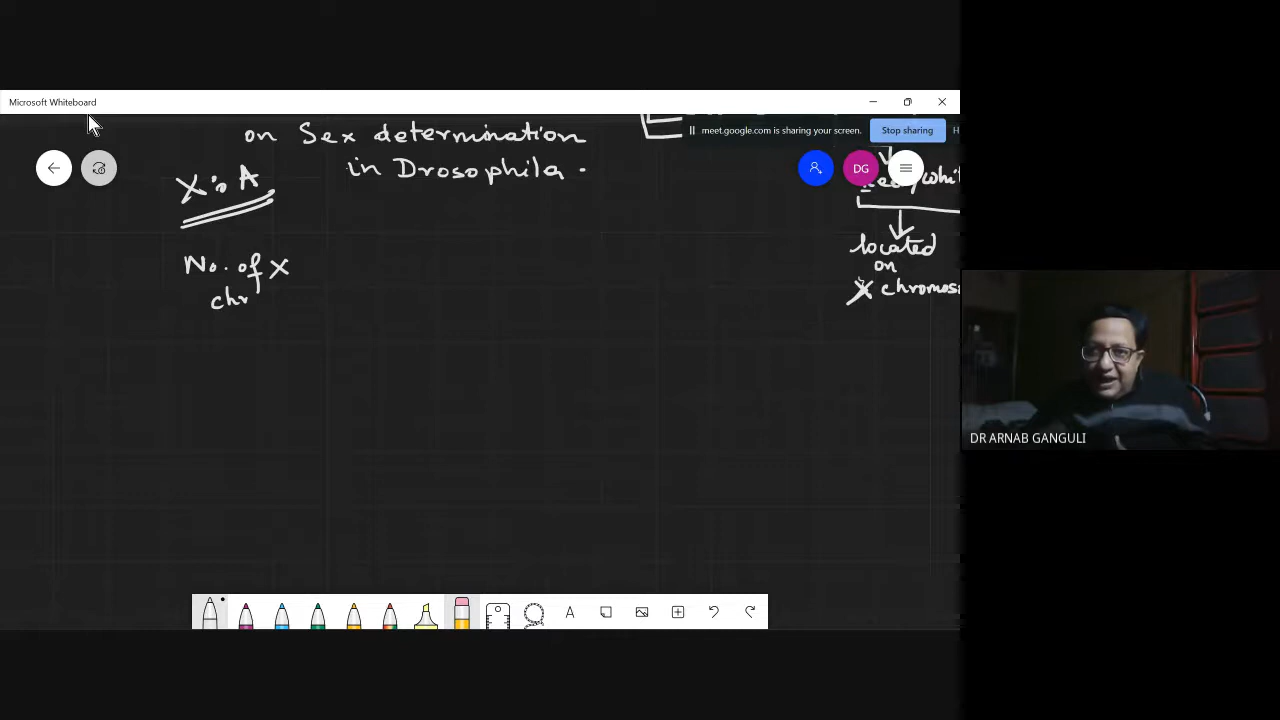 Microsoft Whiteboard
meet.google.com is sharing your screen.
Stop sharing
H
DG
on Sex determination
in Drosophila.
X:A
No. of X
chr
located
on
X chromoso
DR ARNAB GANGULI
A